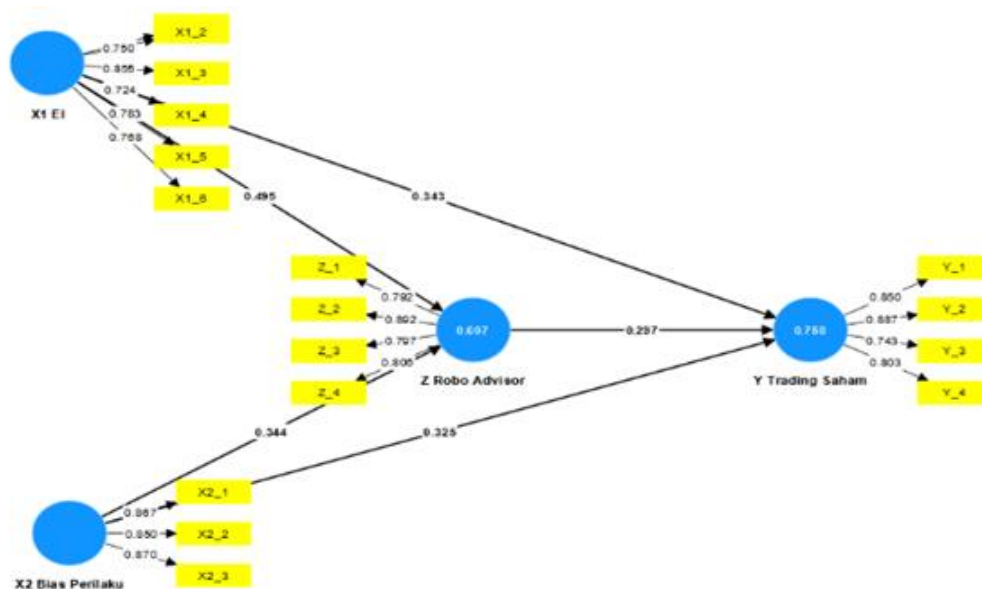 X1_2
0.750
X1_3
0.855
0.724
X1_4
X1 EI
0.783
X1_5
0.768
X1_6
0.495
0.343
Z_1
0.792
Z_2
0.892
Z_3
0.797
Z_4
0.805
Z Robo Advisor
0.297
0.758
Y Trading Saham
Y_1
0.850
Y_2
0.887
Y_3
0.743
Y_4
0.803
0.344
0.325
X2_1
0.867
X2_2
0.850
X2_3
0.870
X2 Bias Perilaku